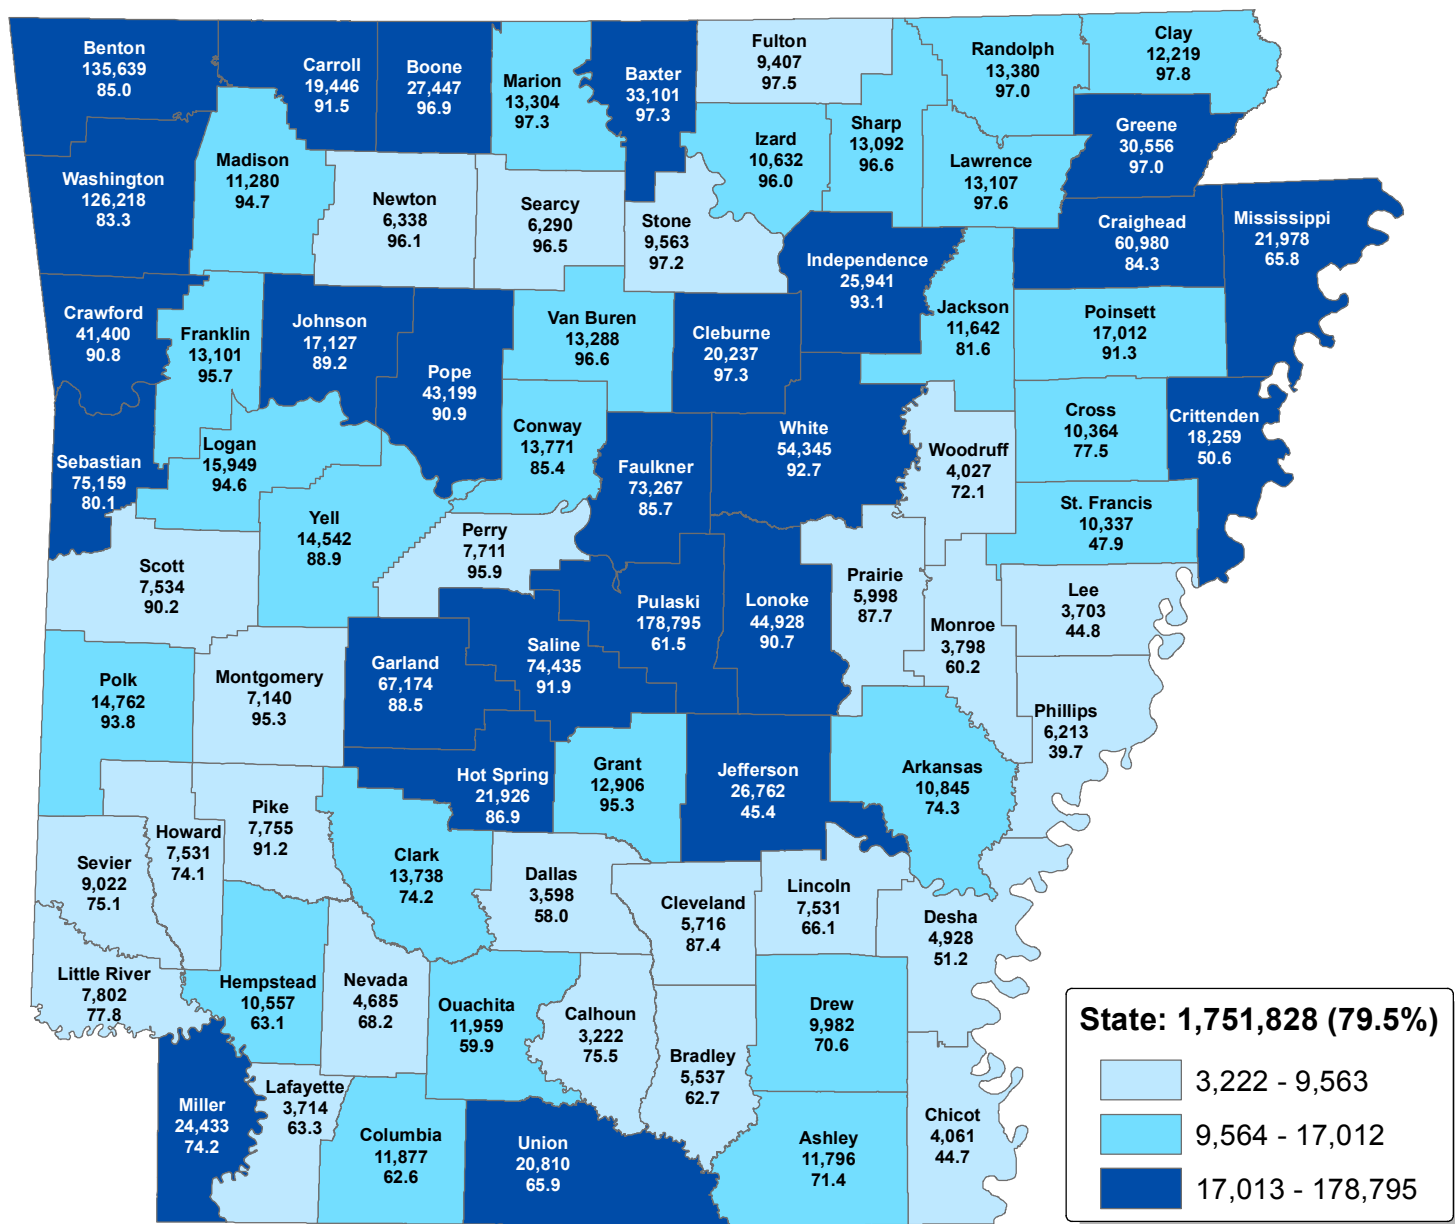 Benton
135,639
85.0
Carroll
19,446
91.5
Boone
27,447
96.9
Marion
13,304
97.3
Baxter
33,101
97.3
Fulton
9,407
97.5
Randolph
13,380
97.0
Clay
12,219
97.8
Washington
126,218
83.3
Madison
11,280
94.7
Newton
6,338
96.1
Searcy
6,290
96.5
Stone
9,563
97.2
Izard
10,632
96.0
Sharp
13,092
96.6
Lawrence
13,107
97.6
Greene
30,556
97.0
Craighead
60,980
84.3
Mississippi
21,978
65.8
Crawford
41,400
90.8
Franklin
13,101
95.7
Johnson
17,127
89.2
Pope
43,199
90.9
Van Buren
13,288
96.6
Cleburne
20,237
97.3
Independence
25,941
93.1
Jackson
11,642
81.6
Poinsett
17,012
91.3
Sebastian
75,159
80.1
Logan
15,949
94.6
Conway
13,771
85.4
Faulkner
73,267
85.7
White
54,345
92.7
Woodruff
4,027
72.1
Cross
10,364
77.5
Crittenden
18,259
50.6
Scott
7,534
90.2
Yell
14,542
88.9
Perry
7,711
95.9
St. Francis
10,337
47.9
Polk
14,762
93.8
Montgomery
7,140
95.3
Garland
67,174
88.5
Saline
74,435
91.9
Pulaski
178,795
61.5
Lonoke
44,928
90.7
Prairie
5,998
87.7
Monroe
3,798
60.2
Lee
3,703
44.8
Phillips
6,213
39.7
Hot Spring
21,926
86.9
Grant
12,906
95.3
Jefferson
26,762
45.4
Arkansas
10,845
74.3
Sevier
9,022
75.1
Howard
7,531
74.1
Pike
7,755
91.2
Clark
13,738
74.2
Dallas
3,598
58.0
Cleveland
5,716
87.4
Lincoln
7,531
66.1
Desha
4,928
51.2
Little River
7,802
77.8
Hempstead
10,557
63.1
Nevada
4,685
68.2
Ouachita
11,959
59.9
Calhoun
3,222
75.5
Bradley
5,537
62.7
Drew
9,982
70.6
Miller
24,433
74.2
Lafayette
3,714
63.3
Columbia
11,877
62.6
Union
20,810
65.9
Ashley
11,796
71.4
Chicot
4,061
44.7
State: 1,751,828 (79.5%)
3,222 - 9,563
9,564 - 17,012
17,013 - 178,795